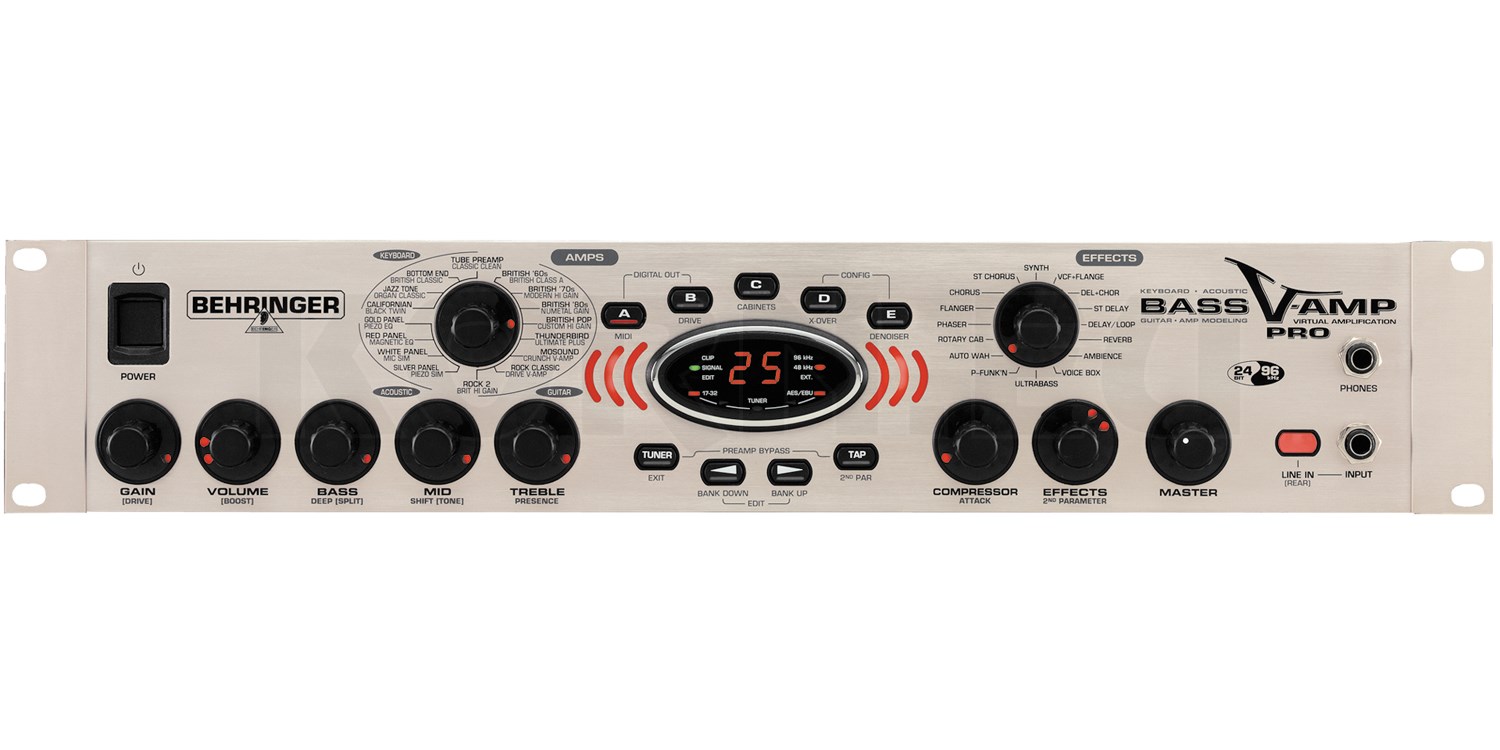 POWER
BEHRINGER
BEHRINGER
KEYBOARD
AMPS
TUBE PREAMP
CLASSIC CLEAN
BOTTOM END
BRITISH CLASSIC
JAZZ TONE
ORGAN CLASSIC
CALIFORNIAN
BLACK TWIN
GOLD PANEL
PIEZO EQ
RED PANEL
MAGNETIC EQ
WHITE PANEL
MIC SIM
SILVER PANEL
PIEZO SIM
ROCK 2
BRIT HI GAIN
BRITISH '60s
BRITISH CLASS A
BRITISH '70s
MODERN HI GAIN
BRITISH '80s
NUMETAL GAIN
BRITISH POP
CUSTOM HI GAIN
THUNDERBIRD
ULTIMATE PLUS
MOSOUND
CRUNCH V-AMP
ROCK CLASSIC
DRIVE V-AMP
ACOUSTIC
GUITAR
GAIN
[DRIVE]
VOLUME
[BOOST]
BASS
DEEP [SPLIT]
MID
SHIFT [TONE]
TREBLE
PRESENCE
DIGITAL OUT
CONFIG
A
MIDI
B
DRIVE
C
CABINETS
D
X-OVER
E
DENOISER
CLIP
SIGNAL
EDIT
17-32
25
96 kHz
48 kHz
EXT.
AES/EBU
TUNER
TUNER
EXIT
PREAMP BYPASS
BANK DOWN
BANK UP
EDIT
TAP
2ND PAR
EFFECTS
SYNTH
ST CHORUS
VCF+FLANGE
CHORUS
DEL+CHOR
FLANGER
ST DELAY
PHASER
DELAY/LOOP
ROTARY CAB
REVERB
AUTO WAH
AMBIENCE
P-FUNK'N
VOICE BOX
ULTRABASS
COMPRESSOR
ATTACK
EFFECTS
2ND PARAMETER
MASTER
KEYBOARD • ACOUSTIC
BASS V-AMP
GUITAR • AMP MODELING
VIRTUAL AMPLIFICATION
PRO
24 BIT 96 kHz
PHONES
LINE IN
[REAR]
INPUT